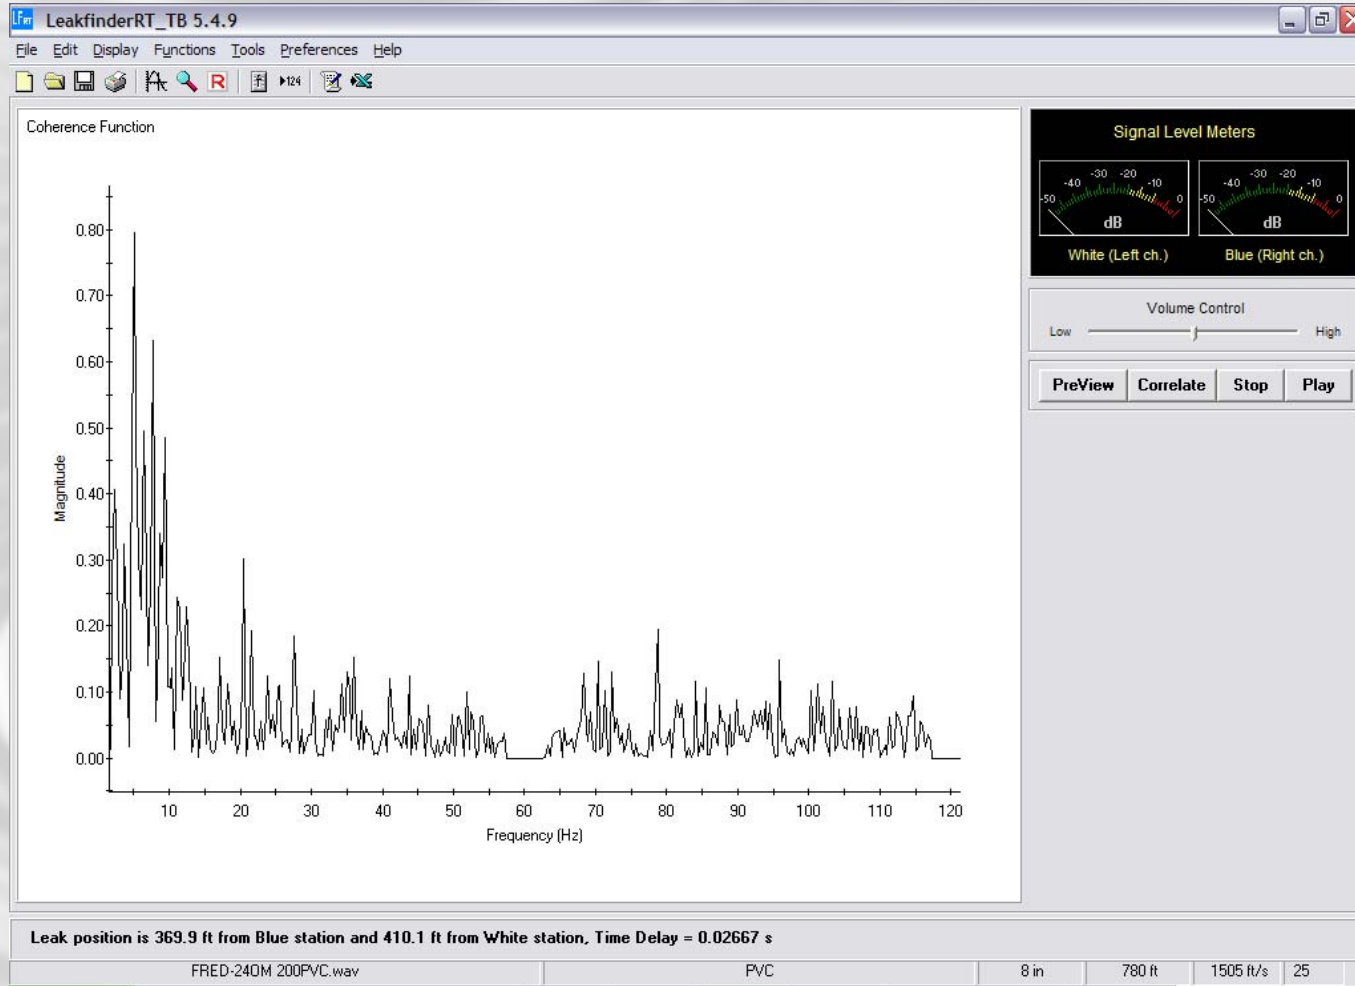 LFRT LeakfinderRT_TB 5.4.9
File Edit Display Functions Tools Preferences Help
R 124
Coherence Function
Signal Level Meters
-50 -40 -30 -20 -10 0
dB
White (Left ch.)
-50 -40 -30 -20 -10 0
dB
Blue (Right ch.)
Volume Control
Low High
PreView Correlate Stop Play
Magnitude
0.80
0.70
0.60
0.50
0.40
0.30
0.20
0.10
0.00
10 20 30 40 50 60 70 80 90 100 110 120
Frequency (Hz)
Leak position is 369.9 ft from Blue station and 410.1 ft from White station, Time Delay = 0.02667 s
FRED-240M 200PVC.wav PVC 8 in 780 ft 1505 ft/s 25